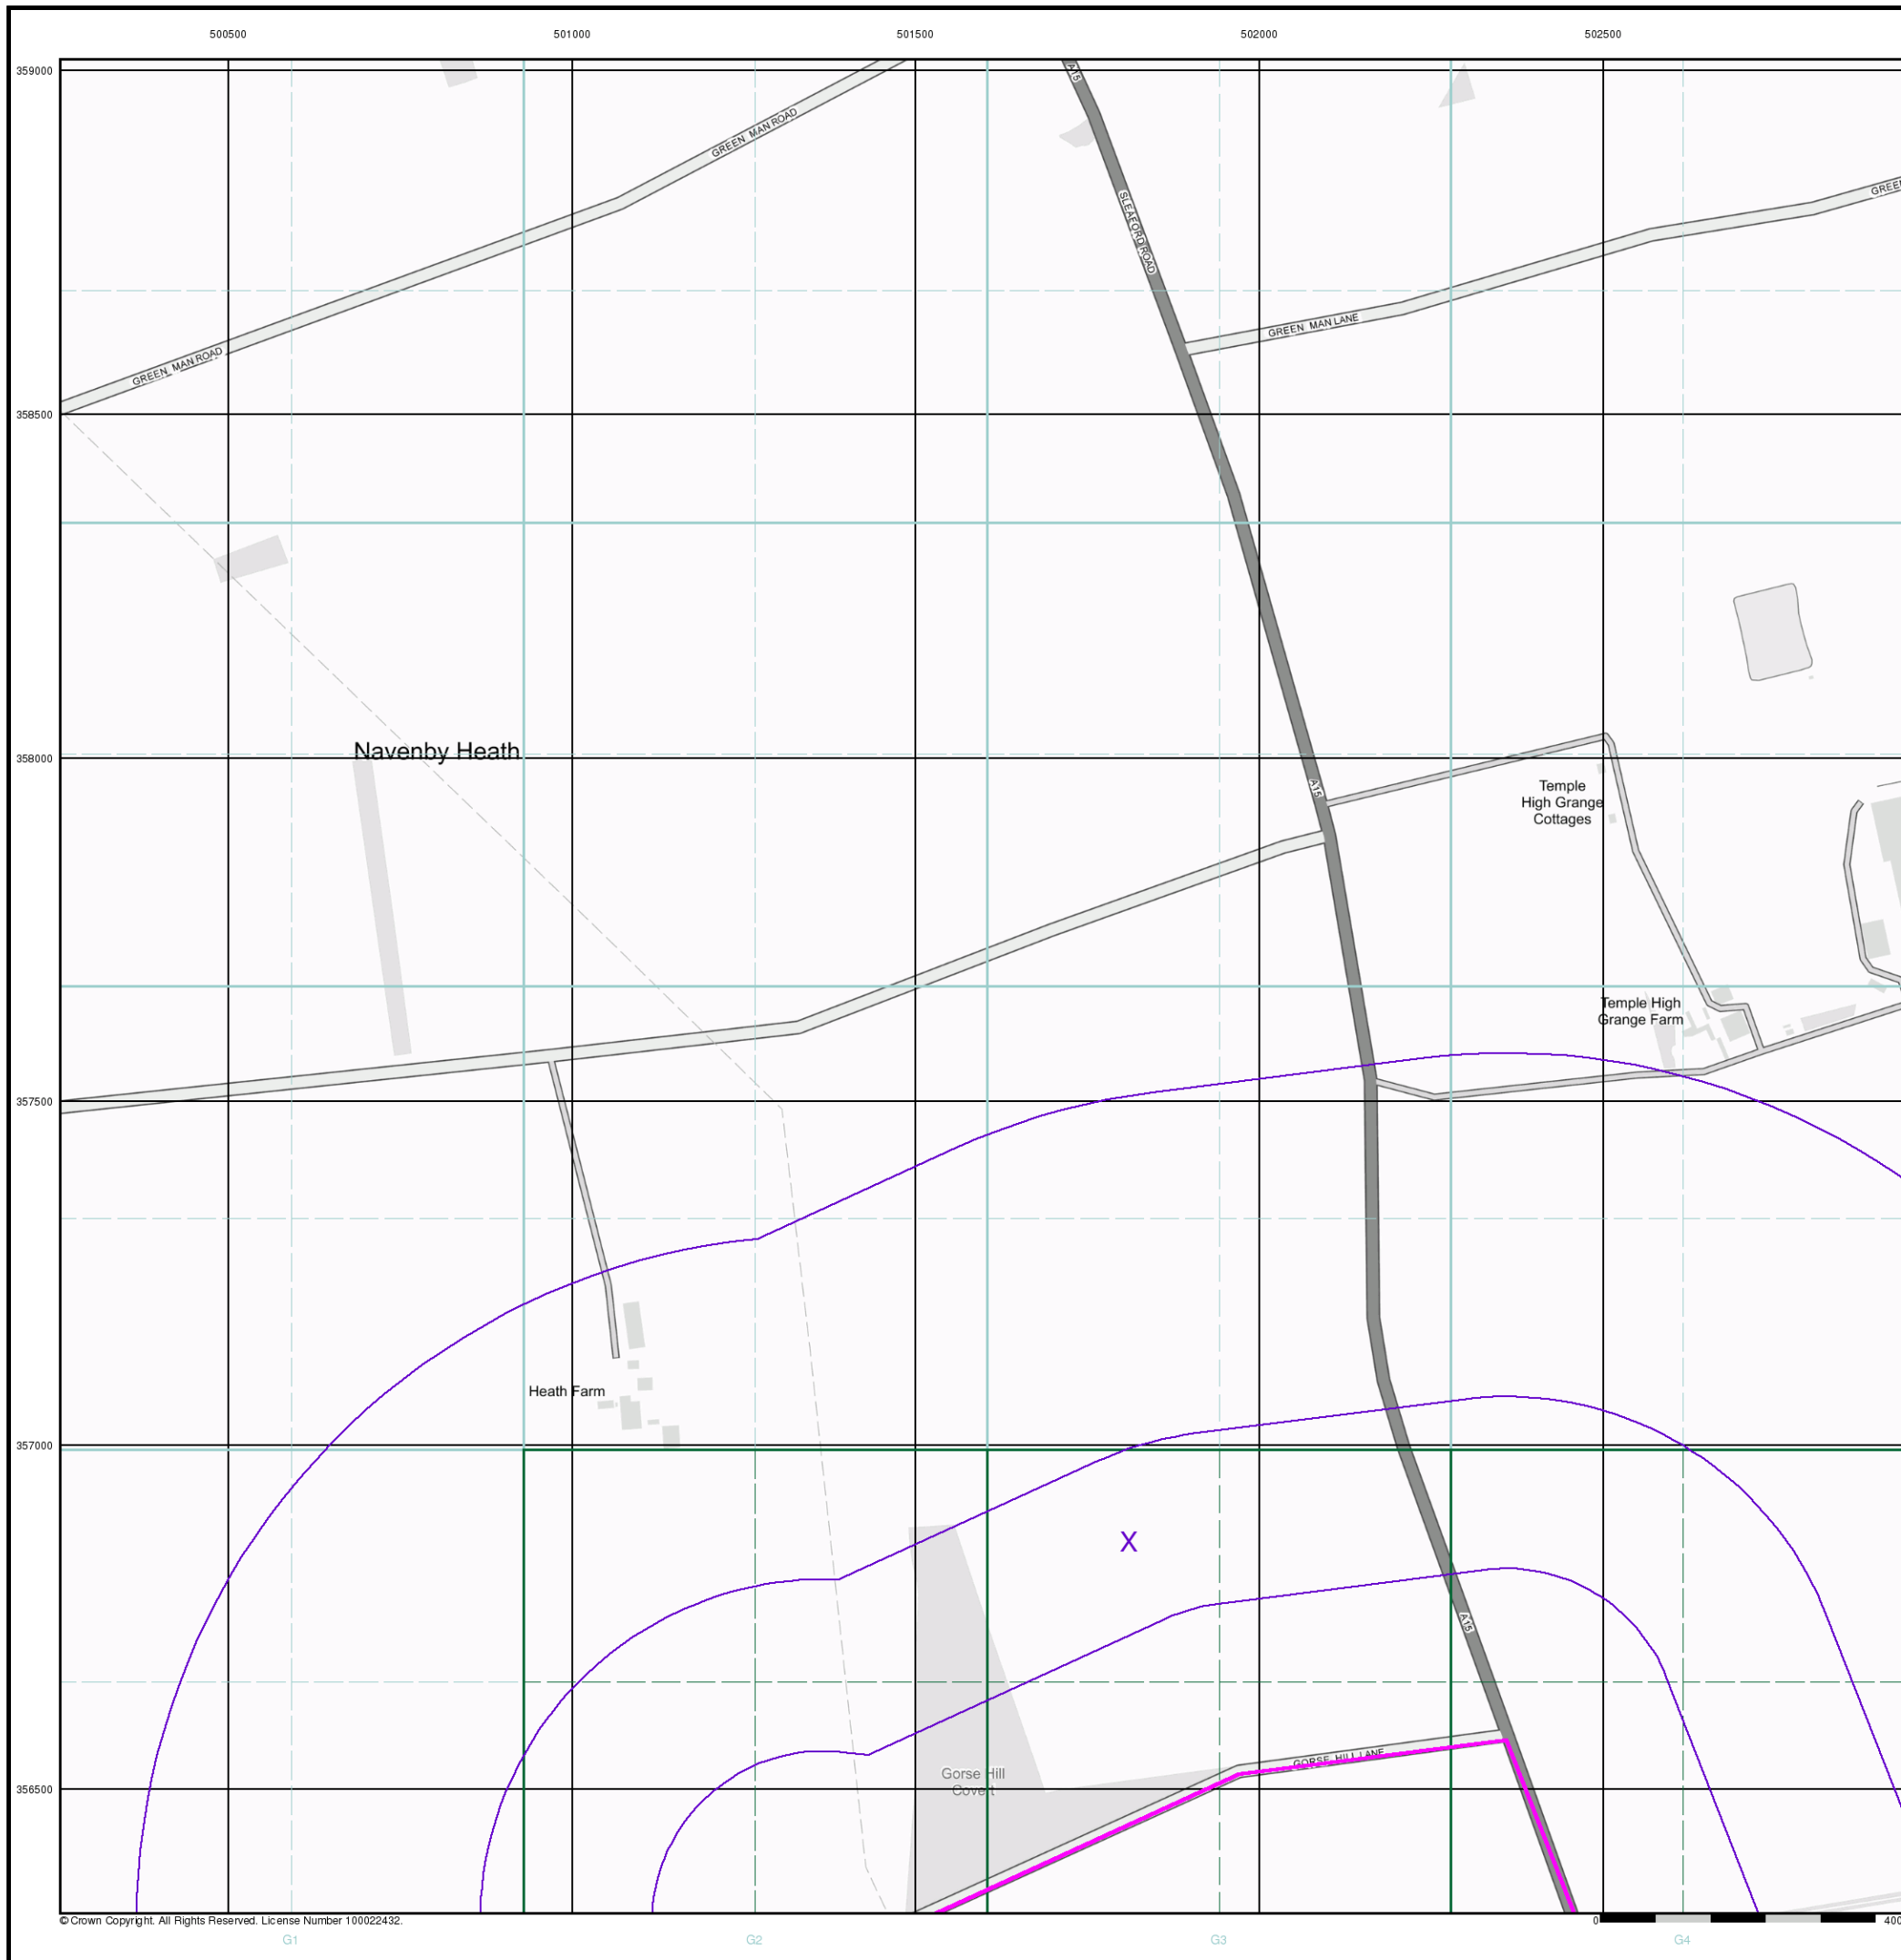 500500 501000 501500 502000 502500
359000
A15
GREEN MAN ROAD
GREEN
SLEAFORD ROAD
GREEN MAN LANE
GREEN MAN ROAD
358500
Navenby Heath
358000
A15
Temple
High Grange
Cottages
Temple High
Grange Farm
357500
Heath Farm
357000
X
A15
GORSE HILL LANE
Gorse Hill
Covert
356500
© Crown Copyright. All Rights Reserved. License Number 100022432.
0 400
G1 G2 G3 G4